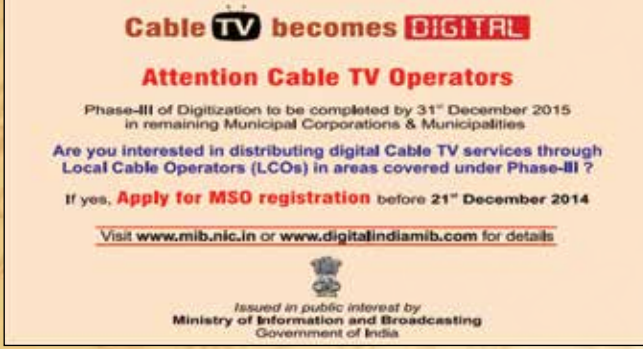 Cable TV becomes DIGITAL
Attention Cable TV Operators
Phase-III of Digitization to be completed by 31st December 2015
in remaining Municipal Corporations & Municipalities
Are you interested in distributing digital Cable TV services through
Local Cable Operators (LCOs) in areas covered under Phase-III ?
If yes, Apply for MSO registration before 21st December 2014
Visit www.mib.nic.in or www.digitalindiamib.com for details
Issued in public interest by
Ministry of Information and Broadcasting
Government of India